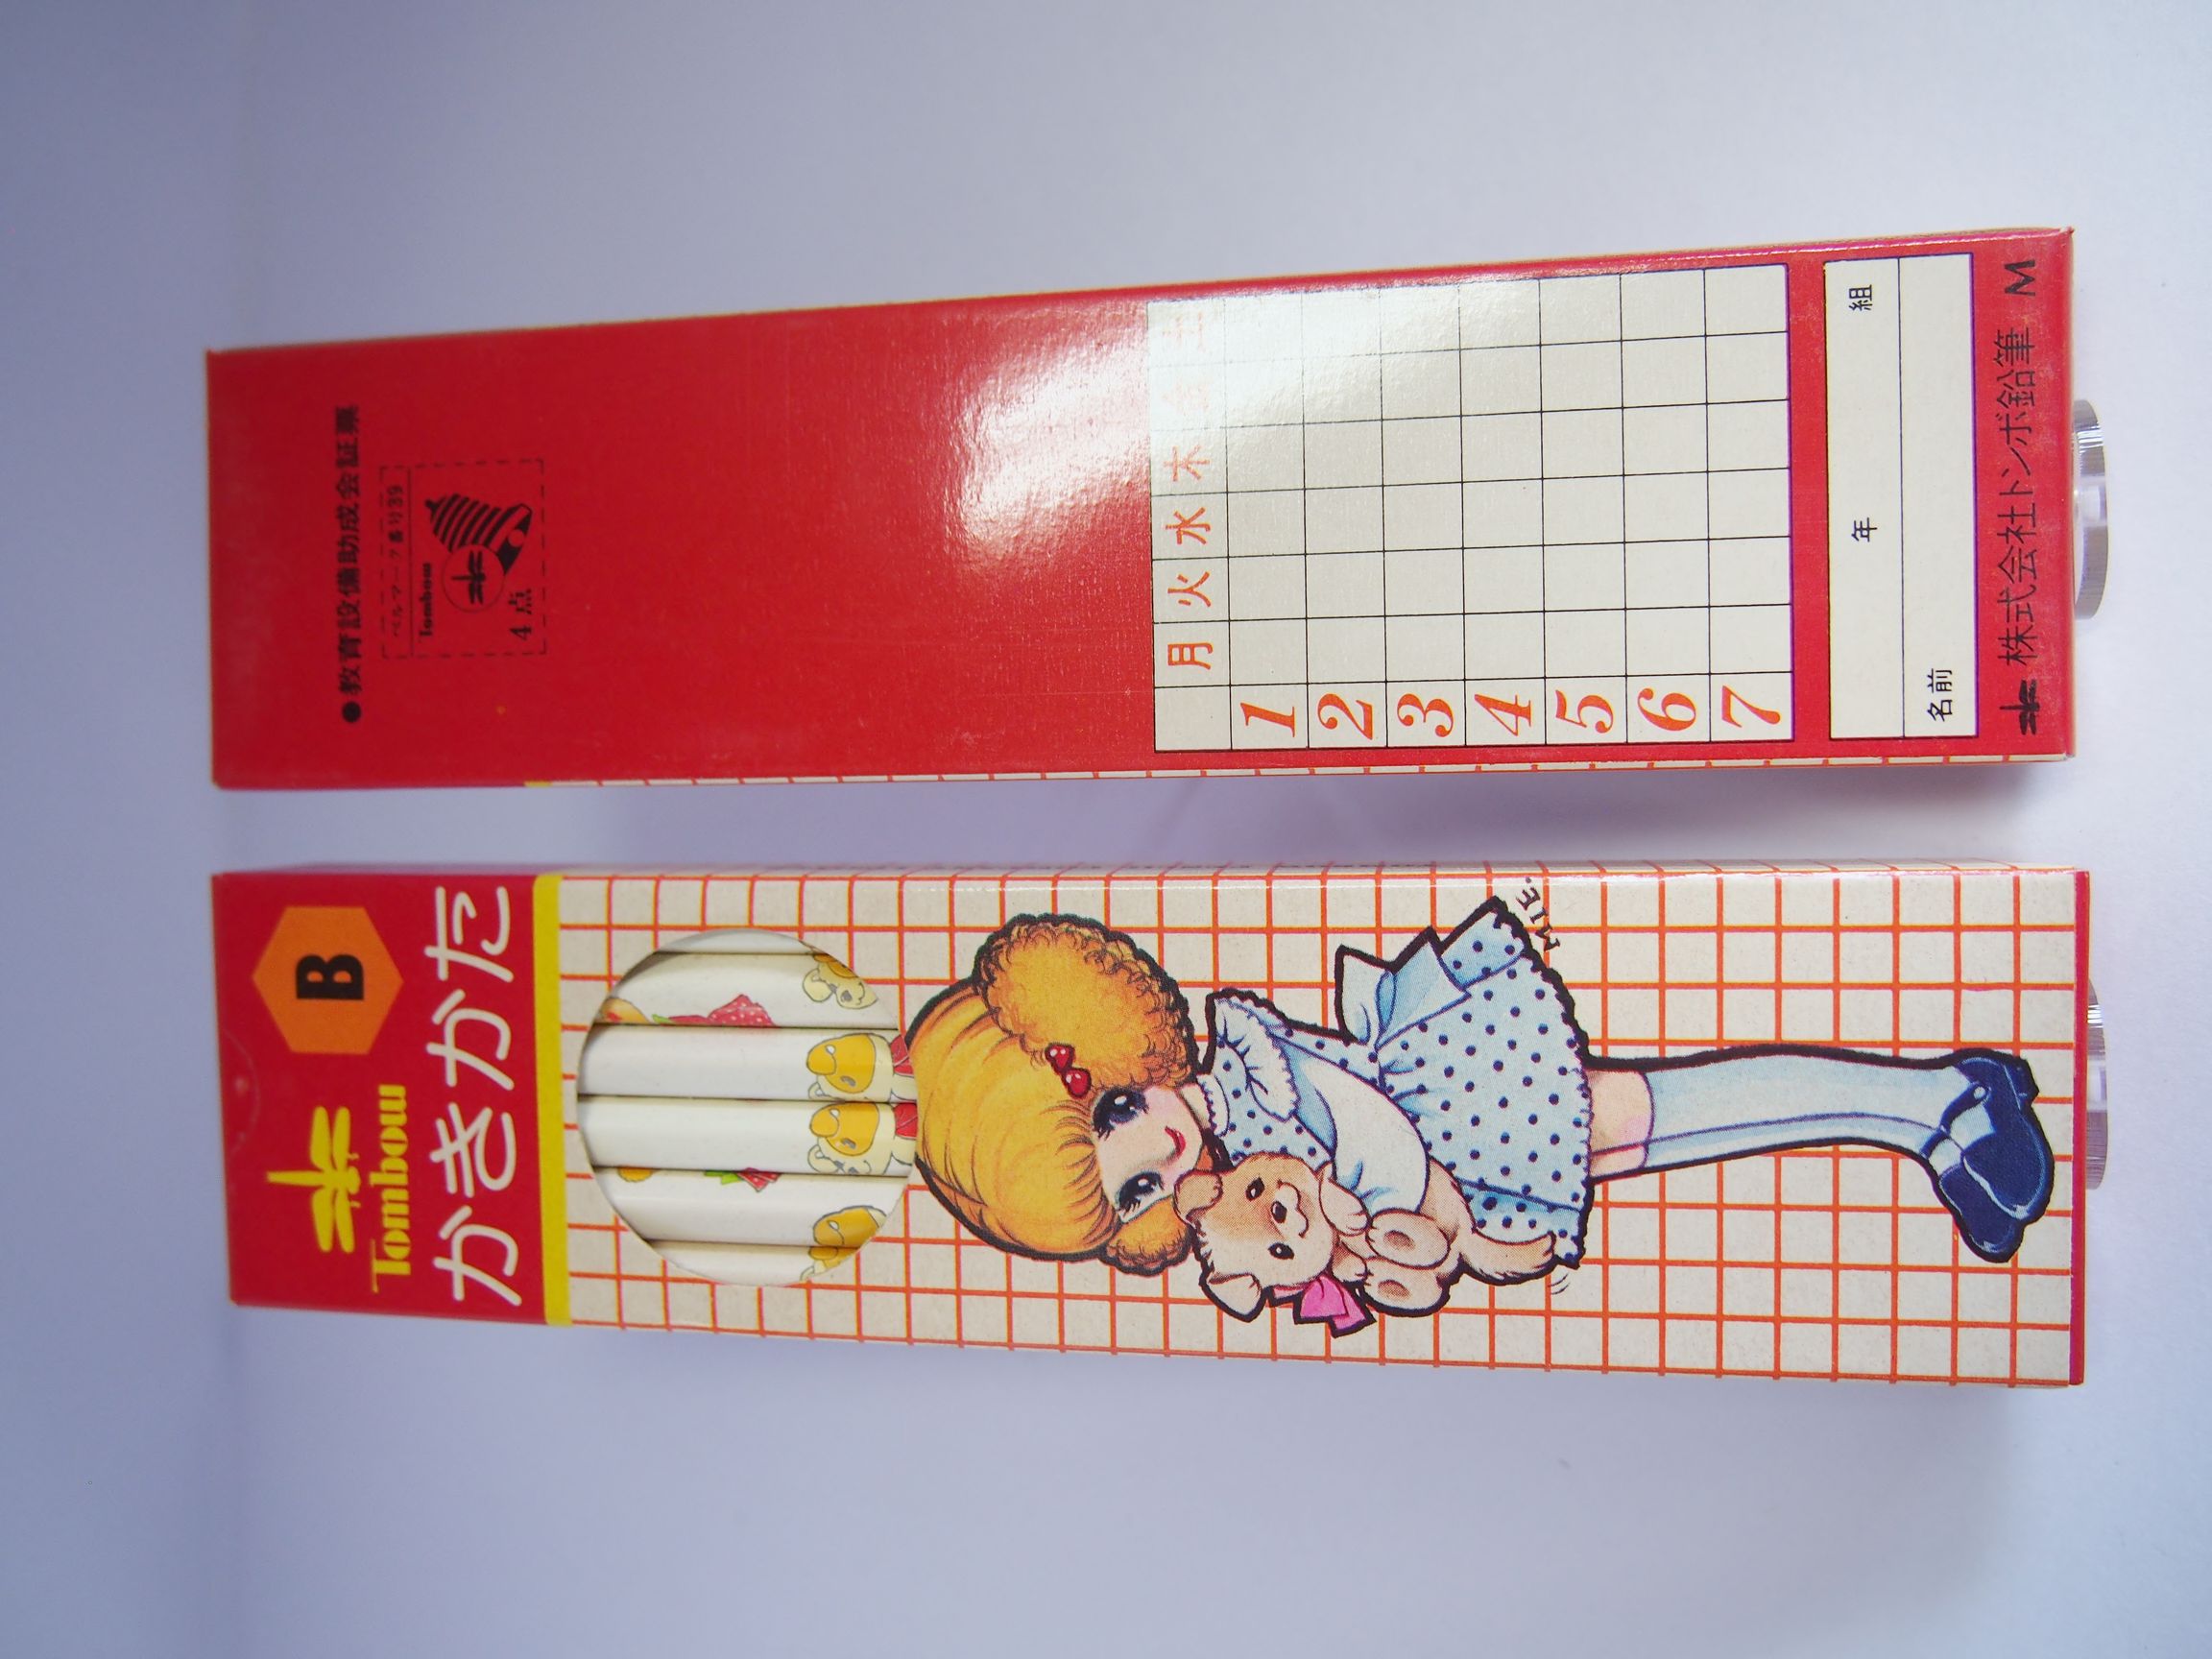 B
Tombow
かきかた
MIE.
●教育設備助成会証票
ベルマーク番号39
Tombow
4点
月 火 水 木 金 土
1
2
3
4
5
6
7
年 組
名前
株式会社トンボ鉛筆 M